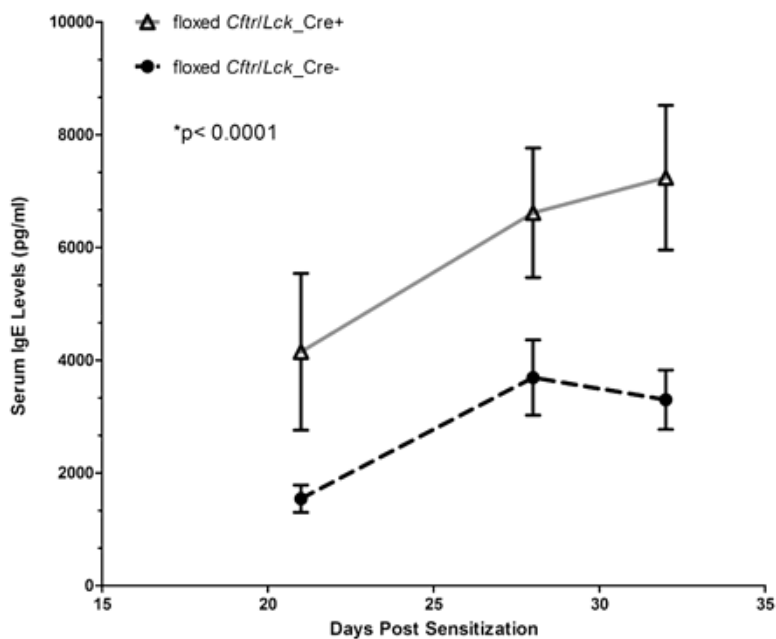 floxed Cftr/Lck_Cre+
floxed Cftr/Lck_Cre-
*p< 0.0001
Serum IgE Levels (pg/ml)
10000
8000
6000
4000
2000
0
15 20 25 30 35
Days Post Sensitization